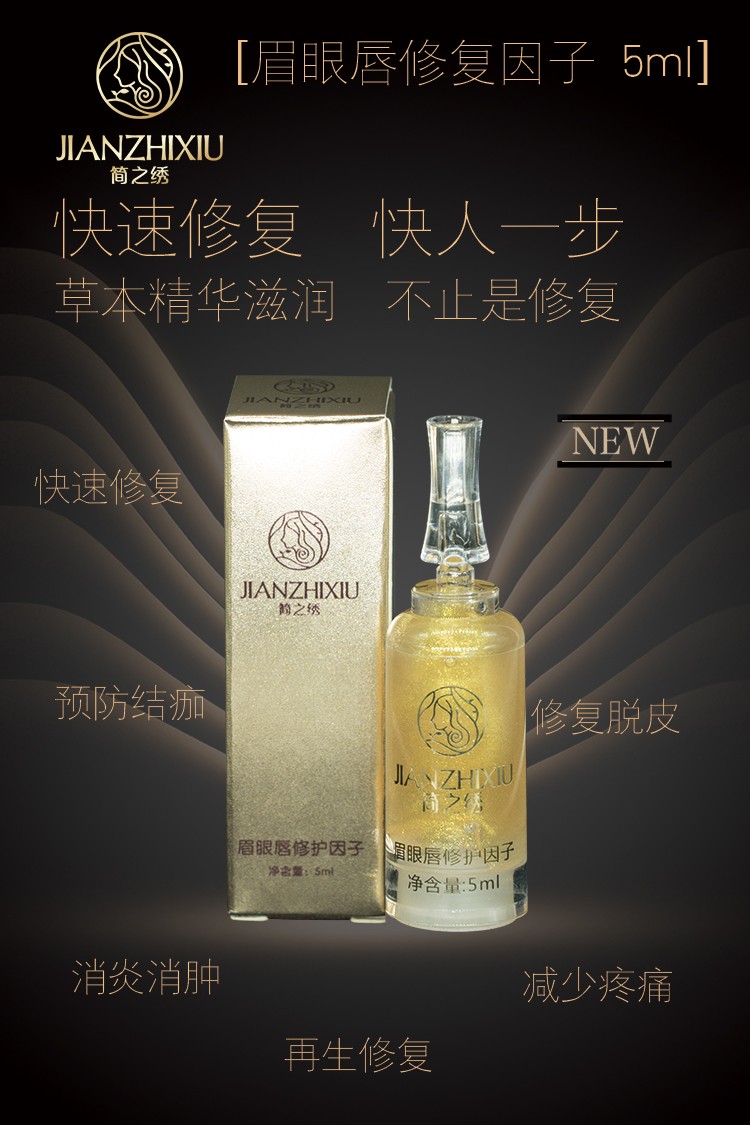 [眉眼唇修复因子 5ml]
JIANZHIXIU
简之绣
快速修复 快人一步
草本精华滋润 不止是修复
JIANZHIXIU
简之绣
NEW
快速修复
JIANZHIXIU
简之绣
预防结痂
修复脱皮
JIANZHIXIU
简之绣
眉眼唇修护因子
净含量：5ml
眉眼唇修护因子
净含量:5ml
消炎消肿
减少疼痛
再生修复